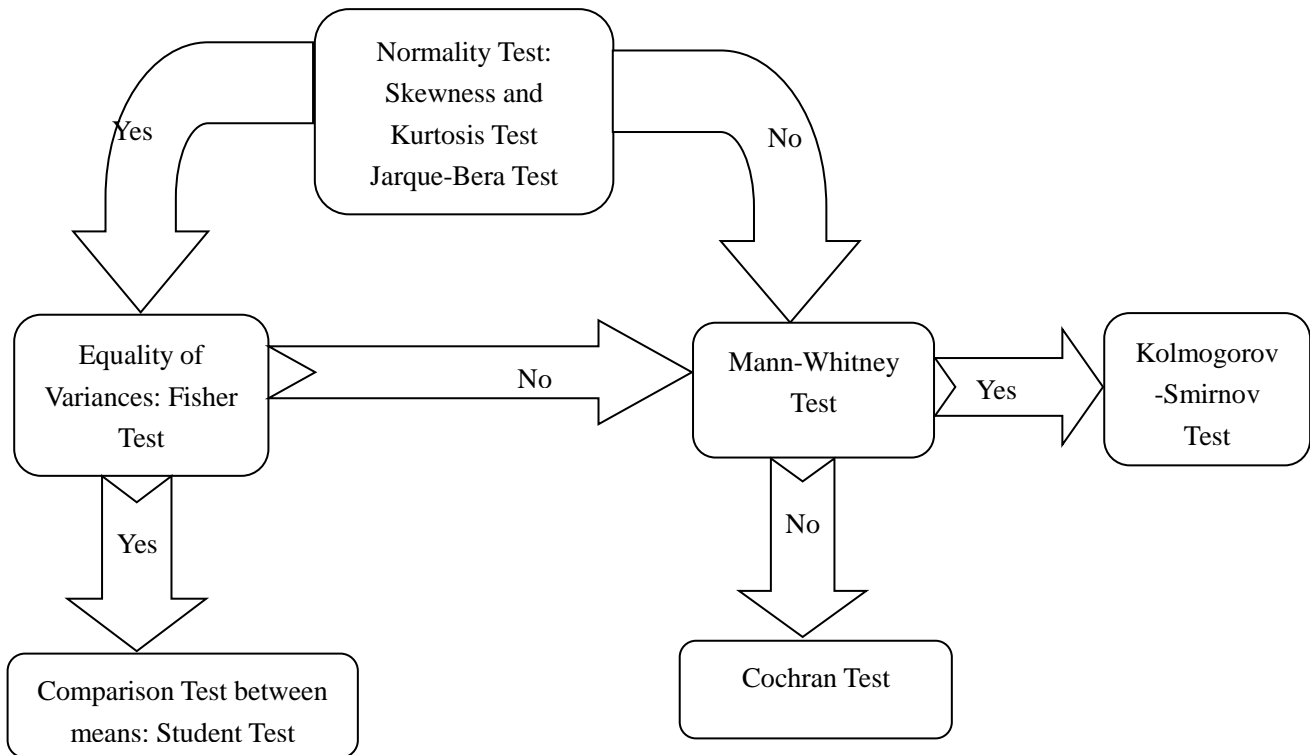 Normality Test:
Skewness and
Kurtosis Test
Jarque-Bera Test
Yes
No
Equality of
Variances: Fisher
Test
No
Mann-Whitney
Test
Yes
Kolmogorov
-Smirnov
Test
Yes
No
Comparison Test between
means: Student Test
Cochran Test